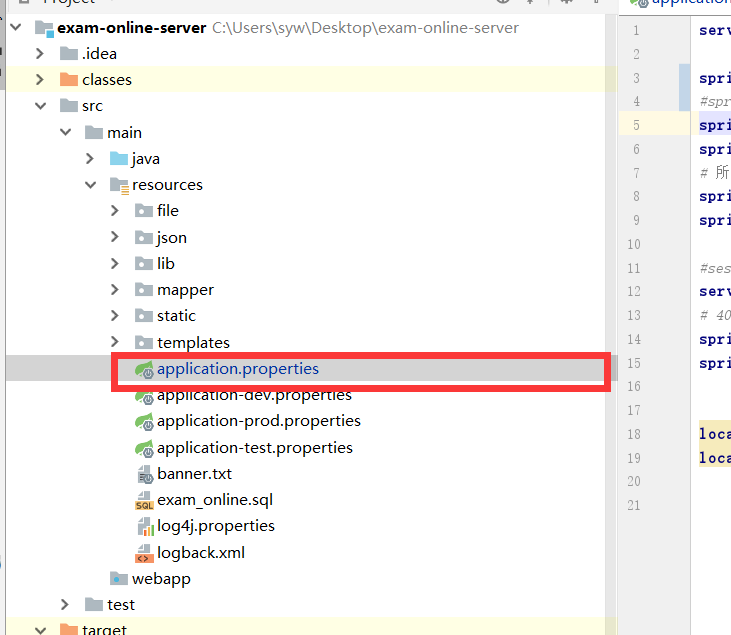 Project
exam-online-server C:\Users\syw\Desktop\exam-online-server
.idea
classes
src
main
java
resources
file
json
lib
mapper
static
templates
application.properties
application-dev.properties
application-prod.properties
application-test.properties
banner.txt
exam_online.sql
log4j.properties
logback.xml
webapp
test
target
application
1 serv
2
3 spri
4 #spr
5 spri
6 spri
7 # 所
8 spri
9 spri
10
11 #ses
12 serv
13 # 40
14 spri
15 spri
16
17
18 loca
19 loca
20
21